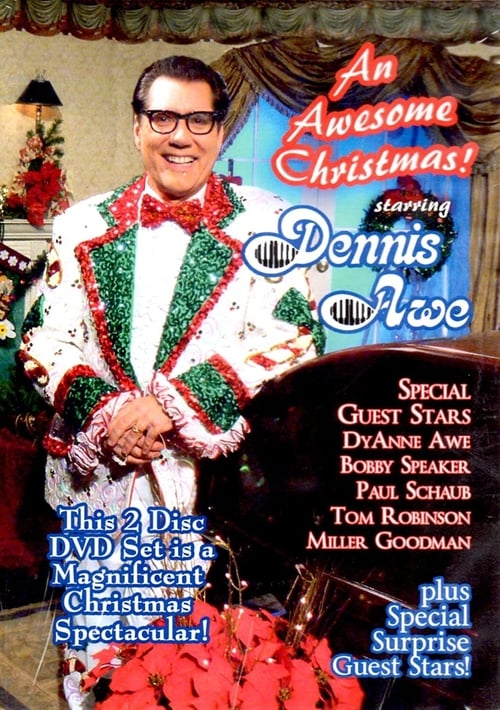 An
Awesome
Christmas!
starring
Dennis
Awe
SPECIAL
GUEST STARS
DYANNE AWE
BOBBY SPEAKER
PAUL SCHAUB
TOM ROBINSON
MILLER GOODMAN
This 2 Disc
DVD Set is a
Magnificent
Christmas
Spectacular!
plus
Special
Surprise
Guest Stars!